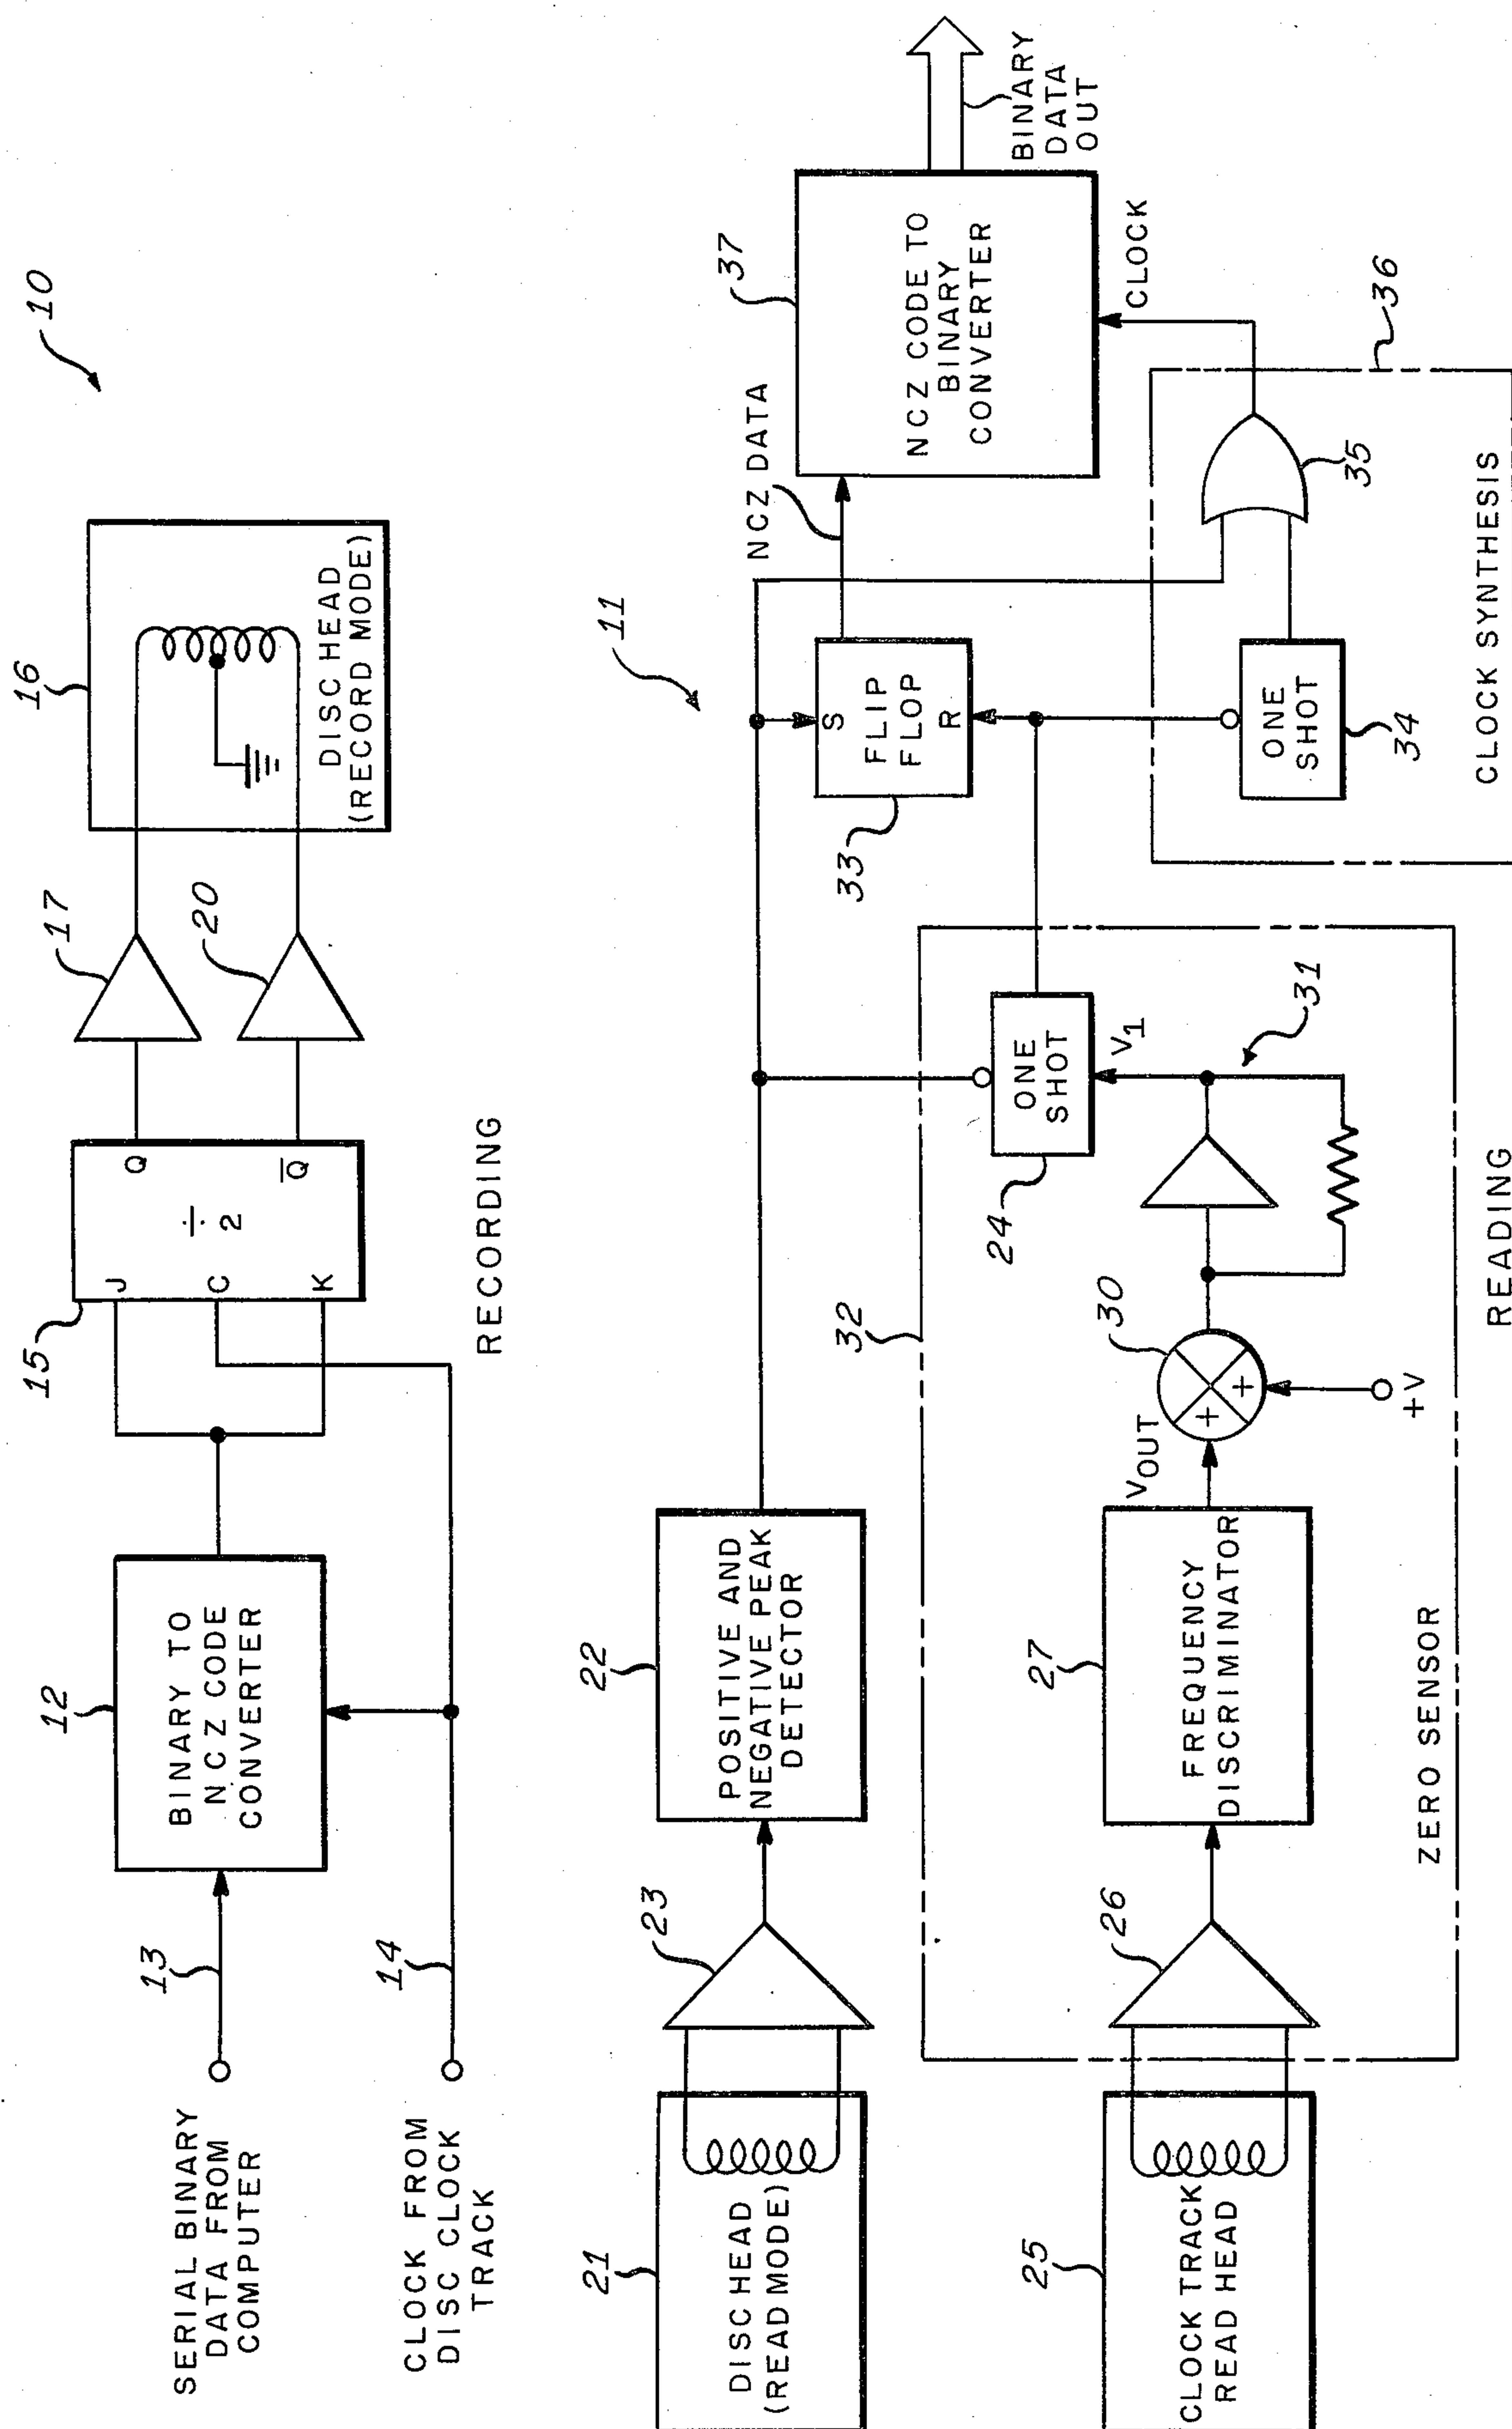 10
SERIAL BINARY
DATA FROM
COMPUTER
13
12
BINARY TO
NCZ CODE
CONVERTER
CLOCK FROM
DISC CLOCK
TRACK
14
15
J
C
K
÷
2
Q
Q̅
17
20
16
DISC HEAD
(RECORD MODE)
RECORDING
11
21
DISC HEAD
(READ MODE)
23
22
POSITIVE AND
NEGATIVE PEAK
DETECTOR
25
CLOCK TRACK
READ HEAD
26
27
FREQUENCY
DISCRIMINATOR
VOUT
30
+
+
+V
31
V1
24
ONE
SHOT
32
ZERO SENSOR
READING
33
S
FLIP
FLOP
R
NCZ DATA
34
ONE
SHOT
35
36
CLOCK SYNTHESIS
CLOCK
37
NCZ CODE TO
BINARY
CONVERTER
BINARY
DATA
OUT